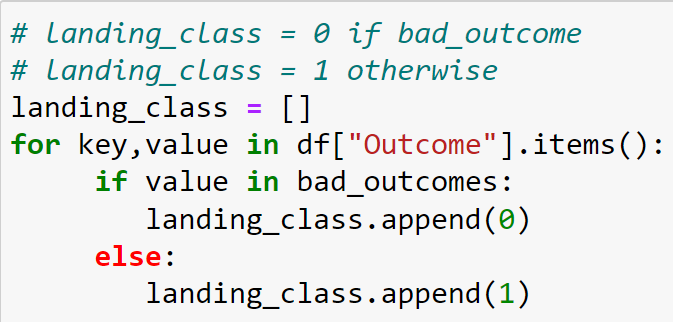 # landing_class = 0 if bad_outcome
# landing_class = 1 otherwise
landing_class = []
for key,value in df["Outcome"].items():
     if value in bad_outcomes:
        landing_class.append(0)
     else:
        landing_class.append(1)